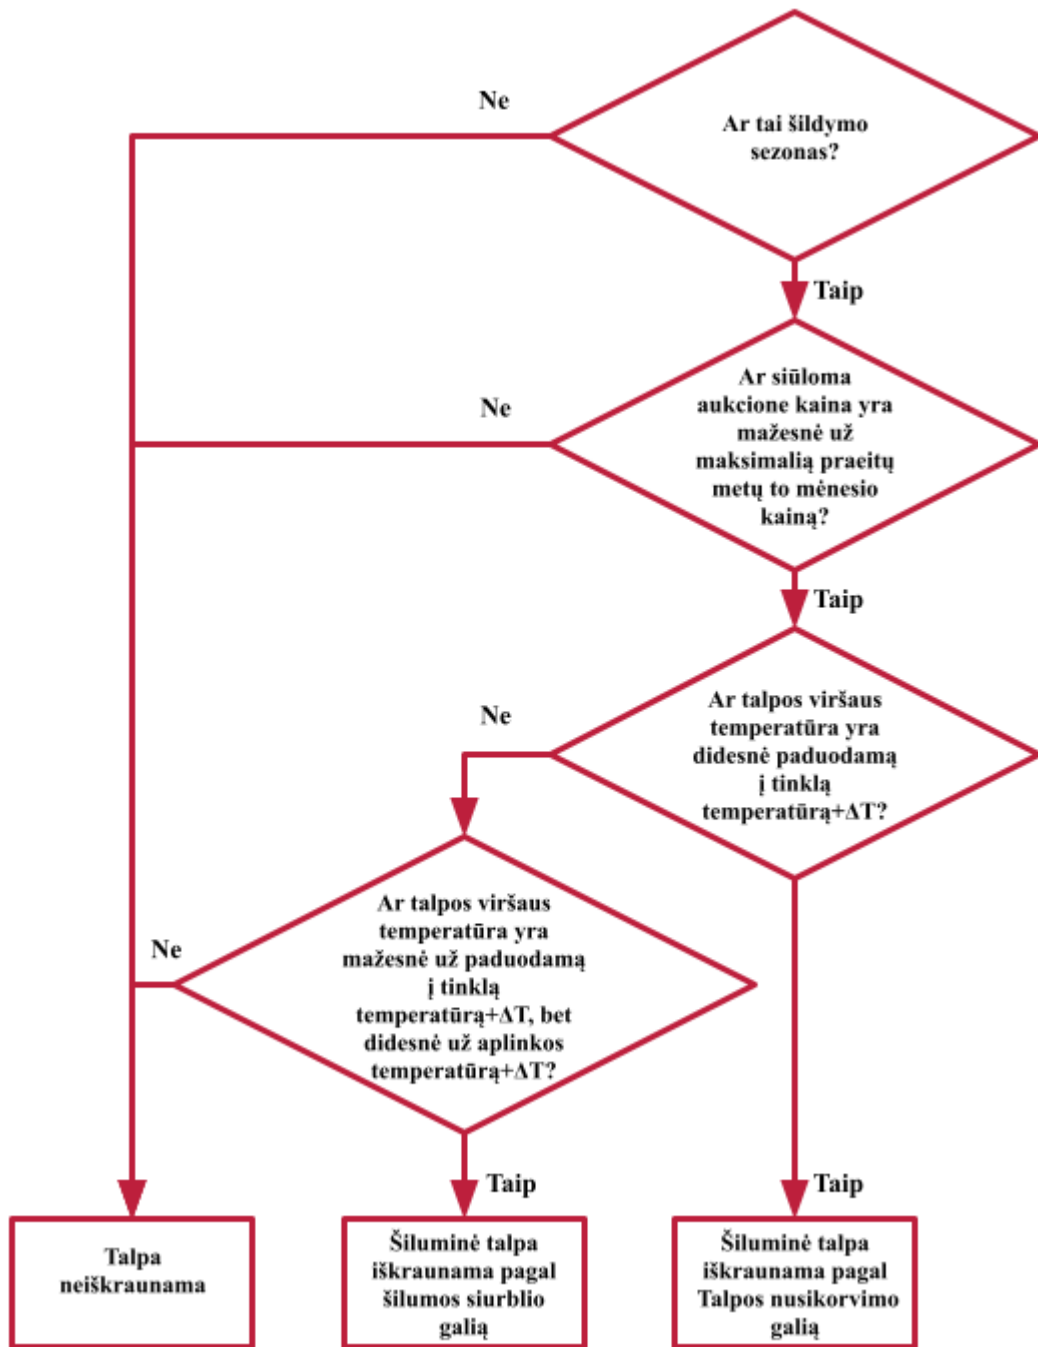 Ne
Ar tai šildymo
sezonas?
Taip
Ne
Ar siūloma
aukcione kaina yra
mažesnė už
maksimalią praeitų
metų to mėnesio
kainą?
Taip
Ne
Ar talpos viršaus
temperatūra yra
didesnė paduodamą
į tinklą
temperatūrą+ΔT?
Ne
Ar talpos viršaus
temperatūra yra
mažesnė už paduodamą
į tinklą
temperatūrą+ΔT, bet
didesnė už aplinkos
temperatūrą+ΔT?
Taip
Taip
Talpa
neiškraunama
Šiluminė talpa
iškraunama pagal
šilumos siurblio
galią
Šiluminė talpa
iškraunama pagal
Talpos nusikorvimo
galią